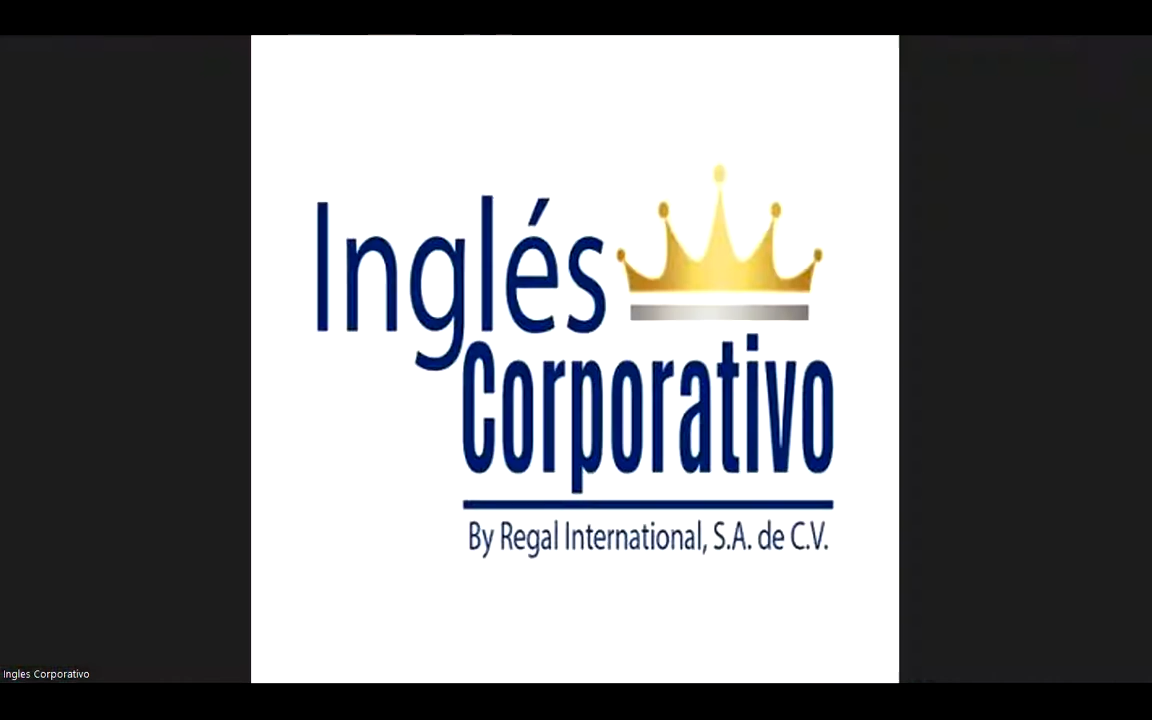 Inglés
Corporativo
By Regal International, S.A. de C.V.
Ingles Corporativo